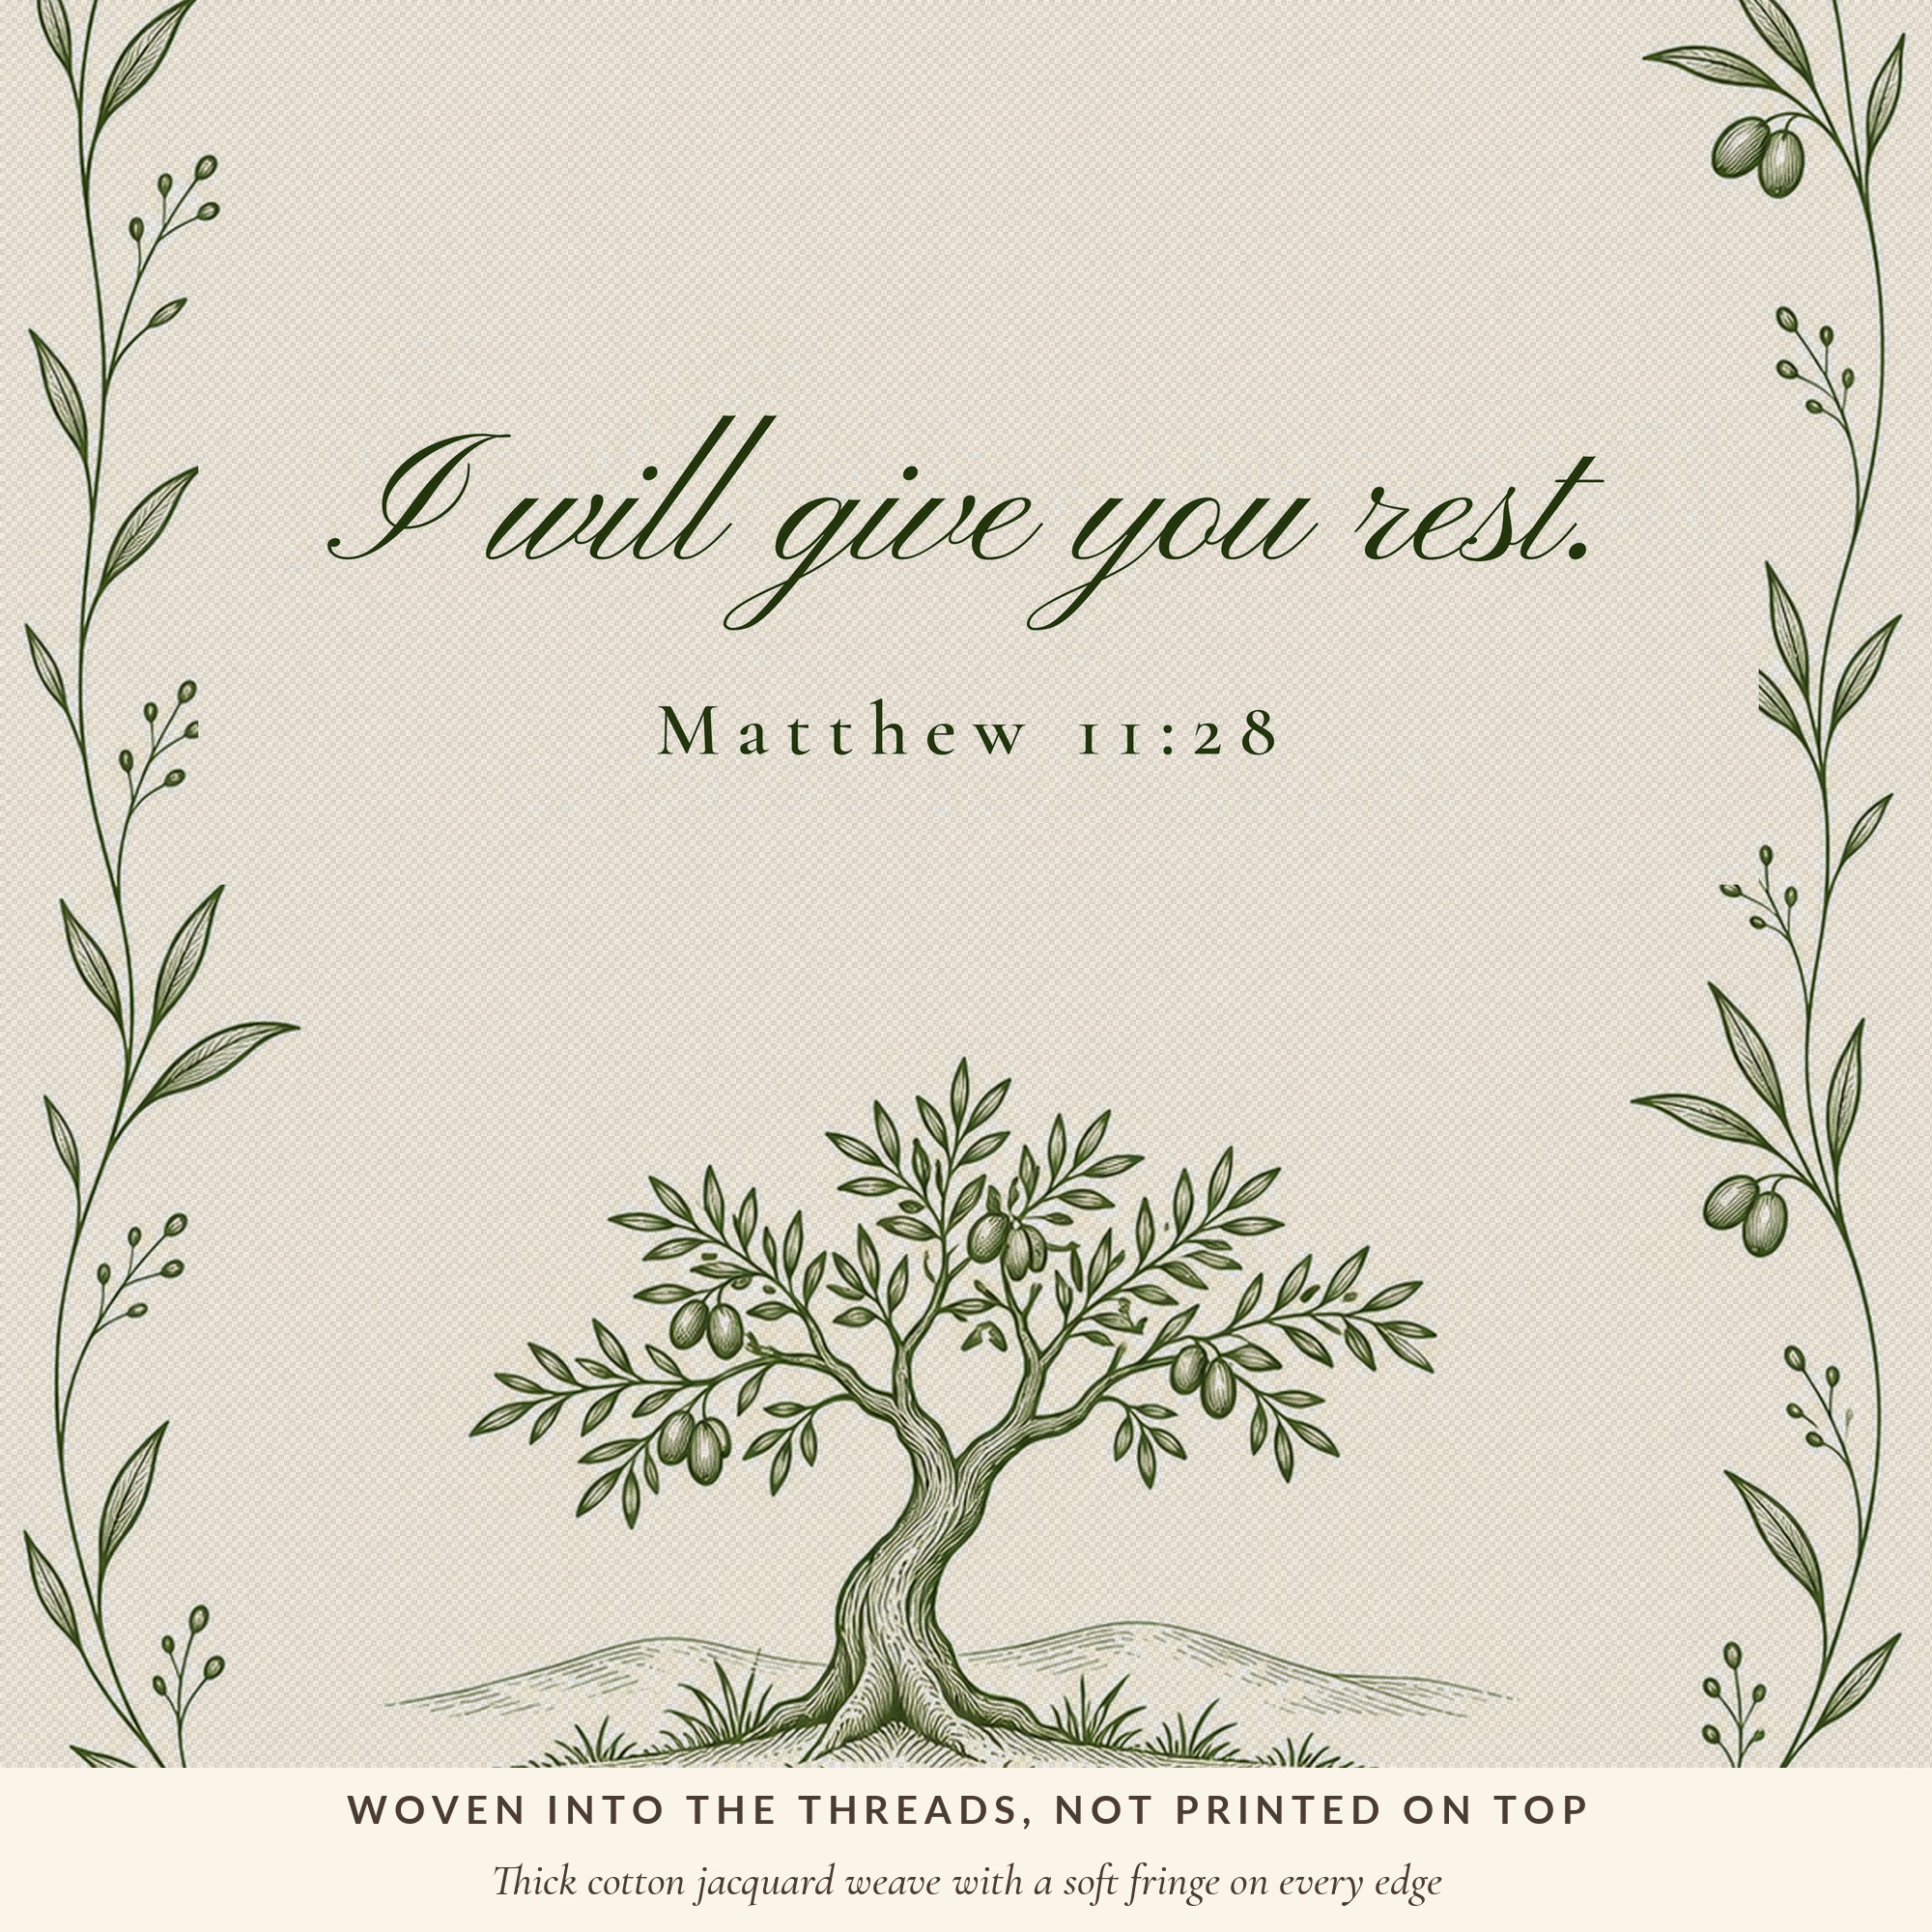 I will give you rest.
Matthew 11:28
WOVEN INTO THE THREADS, NOT PRINTED ON TOP
Thick cotton jacquard weave with a soft fringe on every edge